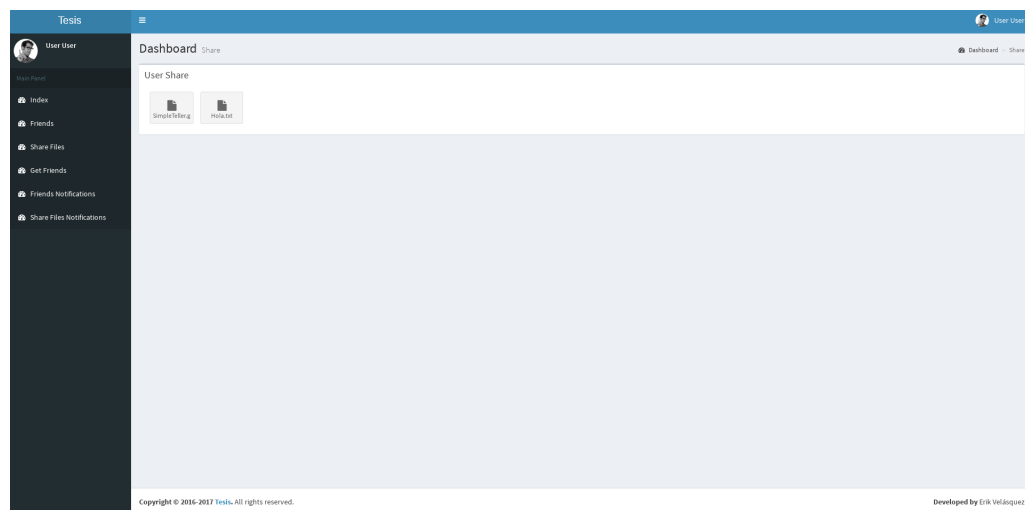 Tesis
User User
User User
Dashboard Share
Dashboard Share
Main Panel
Index
Friends
Share Files
Get Friends
Friends Notifications
Share Files Notifications
User Share
SimpleTeller.g
Hola.txt
Copyright © 2016-2017 Tesis. All rights reserved.
Developed by Erik Velásquez